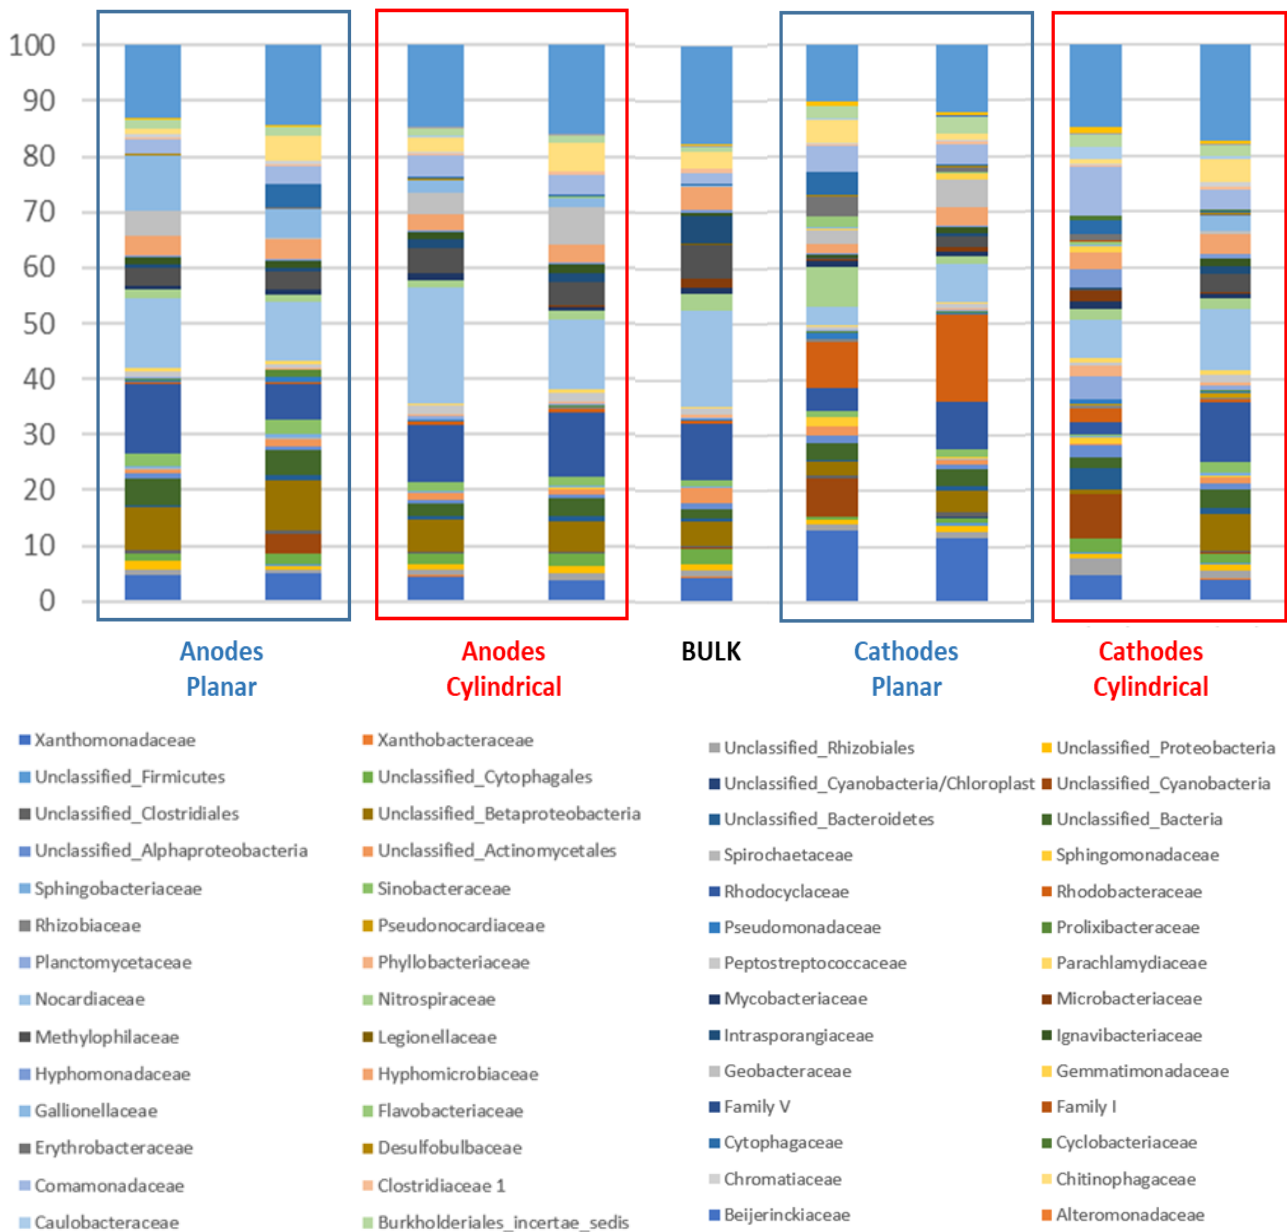 100
90
80
70
60
50
40
30
20
10
0
Anodes Planar
Anodes Cylindrical
BULK
Cathodes Planar
Cathodes Cylindrical
Xanthomonadaceae
Xanthobacteraceae
Unclassified_Rhizobiales
Unclassified_Proteobacteria
Unclassified_Firmicutes
Unclassified_Cytophagales
Unclassified_Cyanobacteria/Chloroplast
Unclassified_Cyanobacteria
Unclassified_Clostridiales
Unclassified_Betaproteobacteria
Unclassified_Bacteroidetes
Unclassified_Bacteria
Unclassified_Alphaproteobacteria
Unclassified_Actinomycetales
Spirochaetaceae
Sphingomonadaceae
Sphingobacteriaceae
Sinobacteraceae
Rhodocyclaceae
Rhodobacteraceae
Rhizobiaceae
Pseudonocardiaceae
Pseudomonadaceae
Prolixibacteraceae
Planctomycetaceae
Phyllobacteriaceae
Peptostreptococcaceae
Parachlamydiaceae
Nocardiaceae
Nitrospiraceae
Mycobacteriaceae
Microbacteriaceae
Methylophilaceae
Legionellaceae
Intrasporangiaceae
Ignavibacteriaceae
Hyphomonadaceae
Hyphomicrobiaceae
Geobacteraceae
Gemmatimonadaceae
Gallionellaceae
Flavobacteriaceae
Family V
Family I
Erythrobacteraceae
Desulfobulbaceae
Cytophagaceae
Cyclobacteriaceae
Comamonadaceae
Clostridiaceae 1
Chromatiaceae
Chitinophagaceae
Caulobacteraceae
Burkholderiales_incertae_sedis
Beijerinckiaceae
Alteromonadaceae